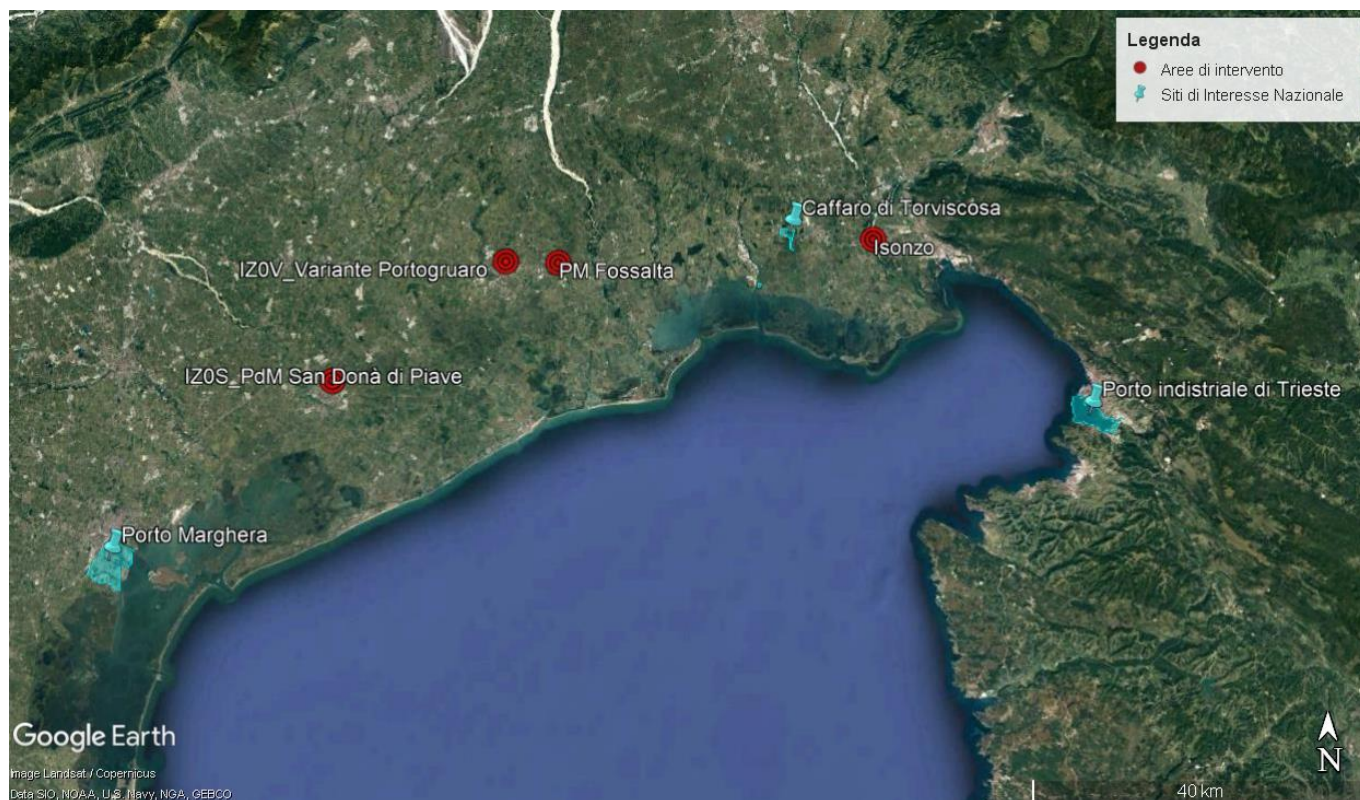 Legenda
Aree di intervento
Siti di Interesse Nazionale
Caffaro di Torviscosa
Isonzo
IZ0V_Variante Portogruaro
PM Fossalta
IZ0S_PdM San Donà di Piave
Porto indistriale di Trieste
Porto Marghera
Google Earth
Image Landsat / Copernicus
Data SIO, NOAA, U.S. Navy, NGA, GEBCO
N
40 km